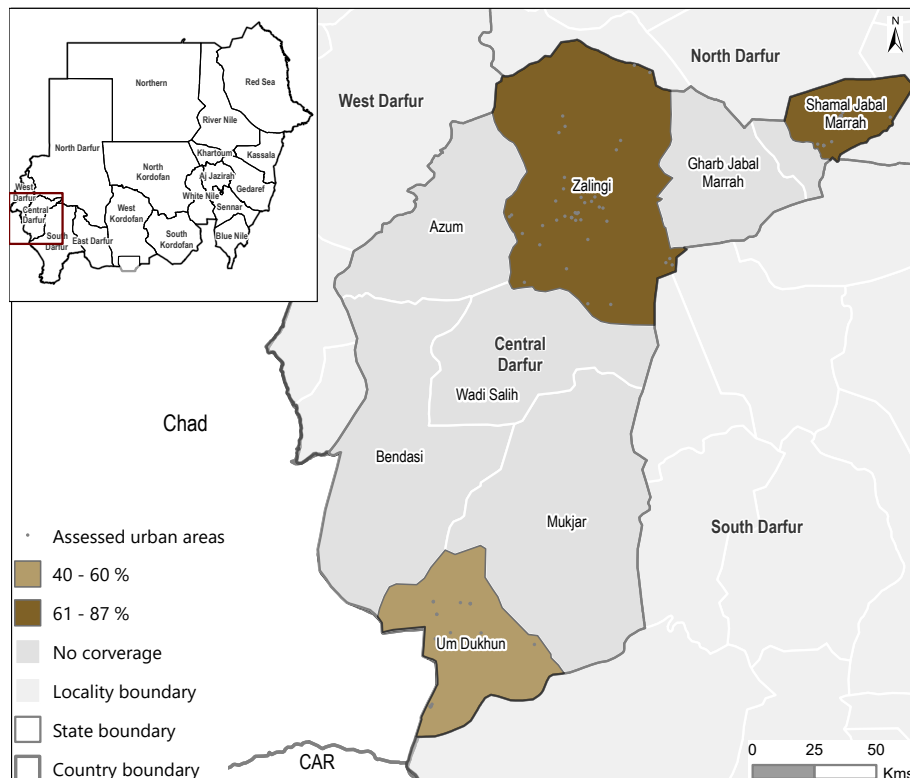 N
Northern
Red Sea
River Nile
North Darfur
Khartoum
Kassala
North
Kordofan
Aj Jazirah
Gedaref
West
Darfur
White Nile
Central
Darfur
West
Kordofan
Sennar
South
Darfur
East Darfur
South
Kordofan
Blue Nile
North Darfur
West Darfur
Shamal Jabal
Marrah
Gharb Jabal
Marrah
Zalingi
Azum
Central
Darfur
Wadi Salih
Chad
Bendasi
Mukjar
South Darfur
Um Dukhun
CAR
Assessed urban areas
40 - 60 %
61 - 87 %
No corverage
Locality boundary
State boundary
Country boundary
0 25 50
Kms